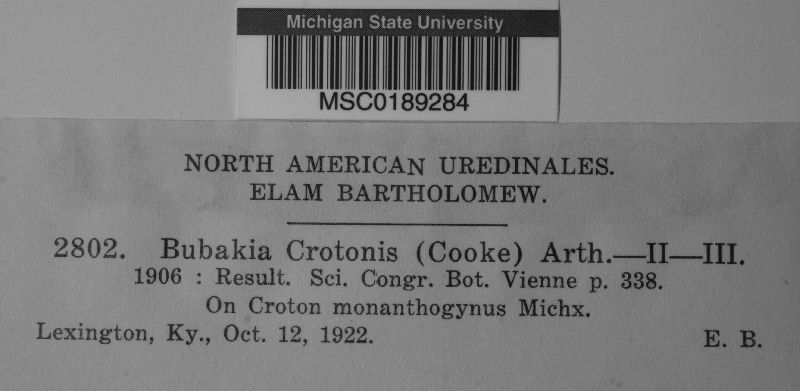 Michigan State University
MSC0189284
NORTH AMERICAN UREDINALES.
ELAM BARTHOLOMEW.
2802. Bubakia Crotonis (Cooke) Arth.—II—III.
1906 : Result. Sci. Congr. Bot. Vienne p. 338.
On Croton monanthogynus Michx.
Lexington, Ky., Oct. 12, 1922. E. B.